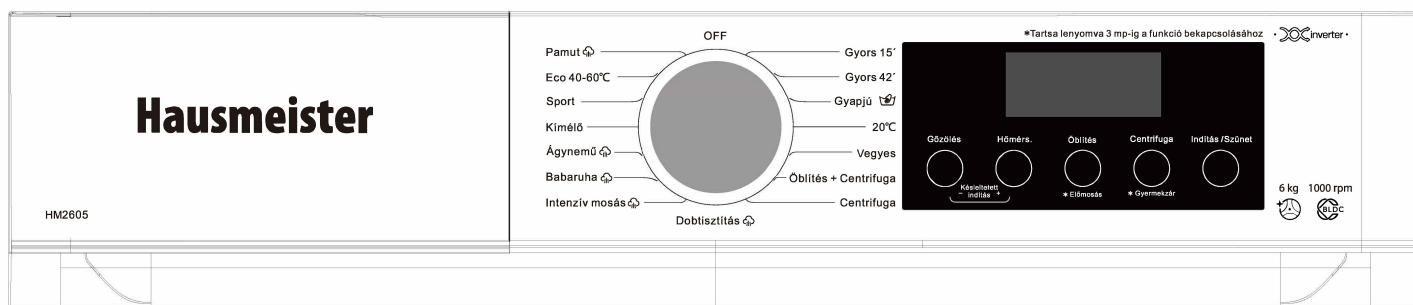 Hausmeister
HM2605
OFF
Pamut
Eco 40-60℃
Sport
Kímélő
Ágynemű
Babaruha
Intenzív mosás
Dobtisztítás
Gyors 15´
Gyors 42´
Gyapjú
20℃
Vegyes
Öblítés + Centrifuga
Centrifuga
*Tartsa lenyomva 3 mp-ig a funkció bekapcsolásához
inverter
Gőzölés Hőmérs. Öblítés Centrifuga Indítás /Szünet
Késleltetett
− indítás +
* Előmosás * Gyermekzár
6 kg 1000 rpm
BLDC